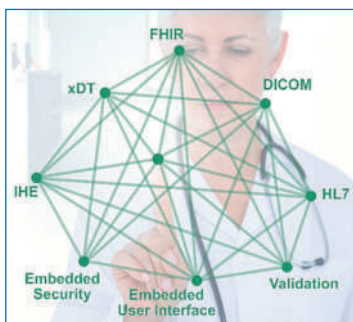 FHIR
xDT
DICOM
IHE
HL7
Embedded
Security
Embedded
User Interface
Validation